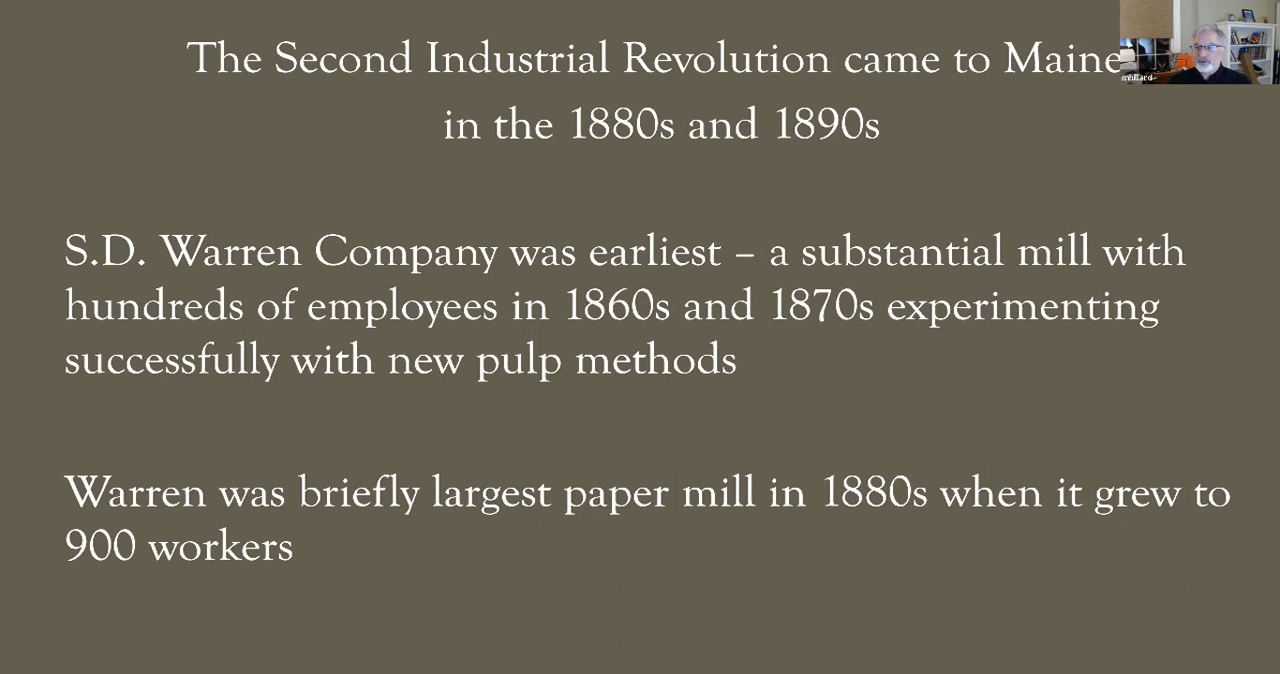 The Second Industrial Revolution came to Maine
in the 1880s and 1890s
S.D. Warren Company was earliest – a substantial mill with
hundreds of employees in 1860s and 1870s experimenting
successfully with new pulp methods
Warren was briefly largest paper mill in 1880s when it grew to
900 workers